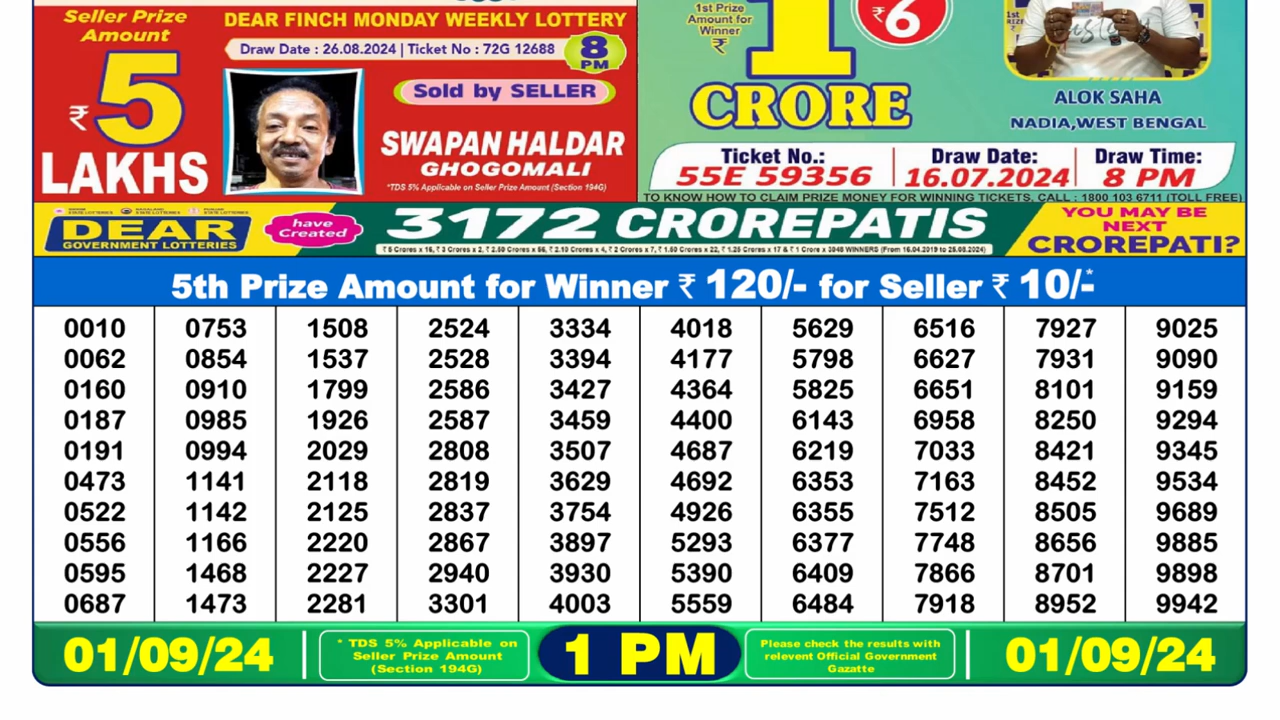 Seller Prize
Amount
₹ 5
LAKHS
DEAR FINCH MONDAY WEEKLY LOTTERY
Draw Date : 26.08.2024 | Ticket No : 72G 12688
8
PM
Sold by SELLER
SWAPAN HALDAR
GHOGOMALI
*TDS 5% Applicable on Seller Prize Amount (Section 194G)
1st Prize
Amount for
Winner
₹
1
CRORE
₹6
ALOK SAHA
NADIA,WEST BENGAL
Ticket No.:
55E 59356
Draw Date:
16.07.2024
Draw Time:
8 PM
TO KNOW HOW TO CLAIM PRIZE MONEY FOR WINNING TICKETS, CALL : 1800 103 6711 (TOLL FREE)
DEAR
GOVERNMENT LOTTERIES
have
Created
3172 CROREPATIS
YOU MAY BE
NEXT
CROREPATI?
5th Prize Amount for Winner ₹ 120/- for Seller ₹ 10/-*
0010 0753 1508 2524 3334 4018 5629 6516 7927 9025
0062 0854 1537 2528 3394 4177 5798 6627 7931 9090
0160 0910 1799 2586 3427 4364 5825 6651 8101 9159
0187 0985 1926 2587 3459 4400 6143 6958 8250 9294
0191 0994 2029 2808 3507 4687 6219 7033 8421 9345
0473 1141 2118 2819 3629 4692 6353 7163 8452 9534
0522 1142 2125 2837 3754 4926 6355 7512 8505 9689
0556 1166 2220 2867 3897 5293 6377 7748 8656 9885
0595 1468 2227 2940 3930 5390 6409 7866 8701 9898
0687 1473 2281 3301 4003 5559 6484 7918 8952 9942
01/09/24
* TDS 5% Applicable on
Seller Prize Amount
(Section 194G)
1 PM
Please check the results with
relevent Official Government
Gazatte
01/09/24